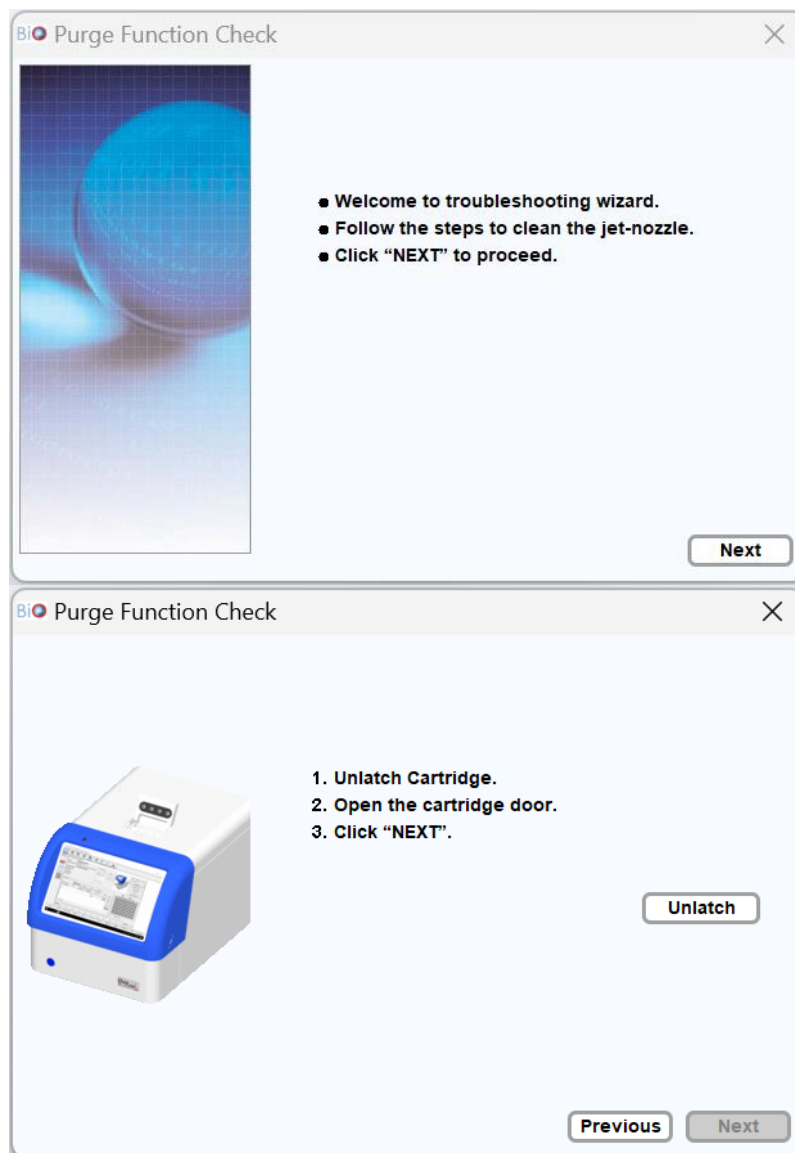 BiO Purge Function Check
• Welcome to troubleshooting wizard.
• Follow the steps to clean the jet-nozzle.
• Click “NEXT” to proceed.
Next
BiO Purge Function Check
1. Unlatch Cartridge.
2. Open the cartridge door.
3. Click “NEXT”.
Unlatch
Previous Next